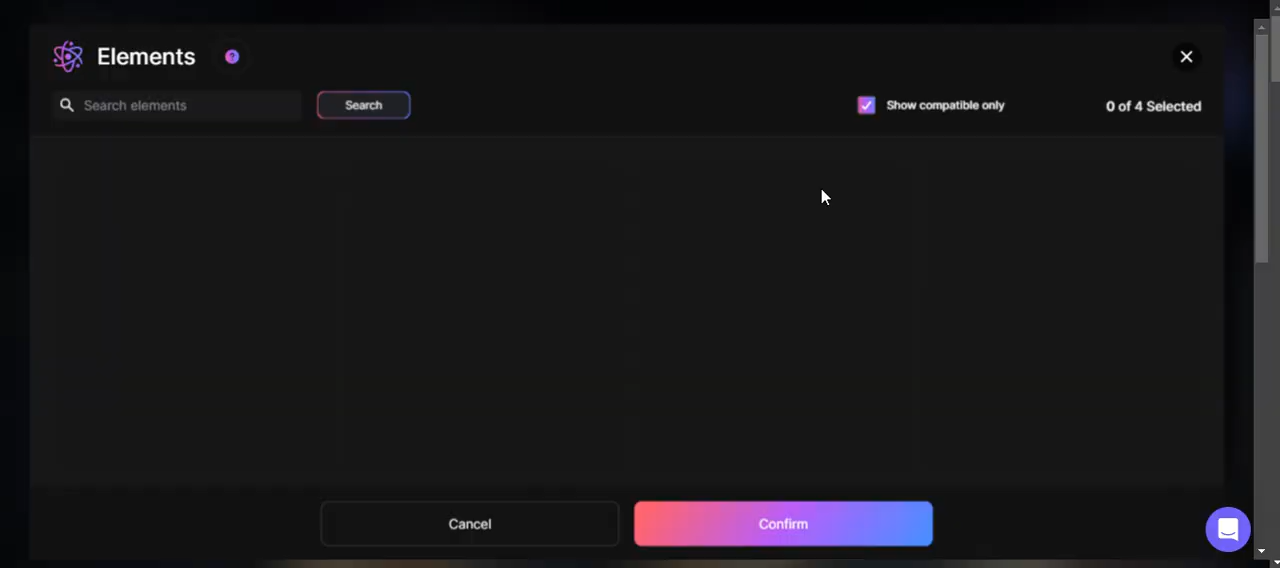 Elements
?
Search elements
Search
Show compatible only
0 of 4 Selected
Cancel
Confirm